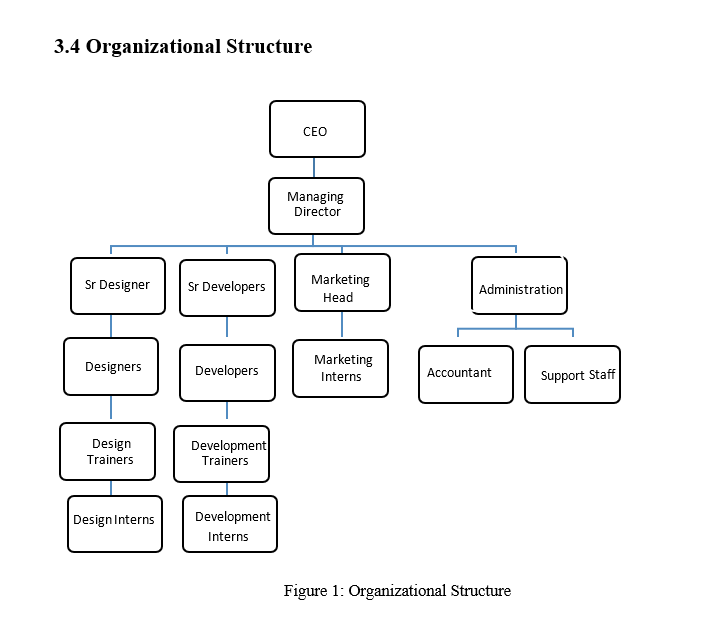 3.4 Organizational Structure
CEO
Managing
Director
Sr Designer
Sr Developers
Marketing
Head
Administration
Designers
Developers
Marketing
Interns
Accountant
Support Staff
Design
Trainers
Development
Trainers
Design Interns
Development
Interns
Figure 1: Organizational Structure